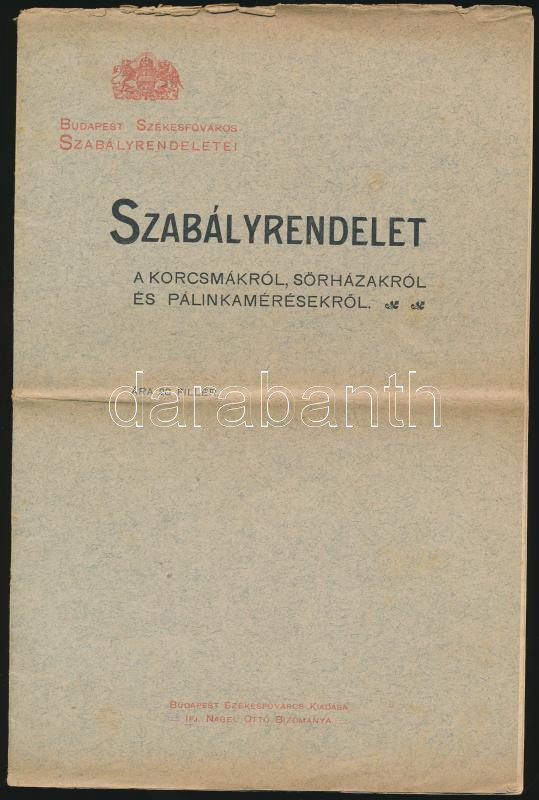 BUDAPEST SZÉKESFŐVÁROS
SZABÁLYRENDELETEI
SZABÁLYRENDELET
A KORCSMÁKRÓL, SÖRHÁZAKRÓL
ÉS PÁLINKAMÉRÉSEKRŐL.
ÁRA FILLÉR
darabanth
BUDAPEST SZÉKESFŐVÁROS KIADÁSA
— IFJ. NAGEL OTTÓ BIZOMÁNYA —